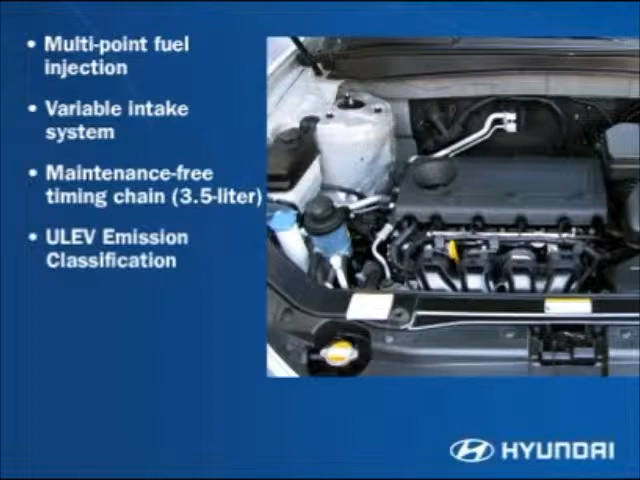 • Multi-point fuel
injection
• Variable intake
system
• Maintenance-free
timing chain (3.5-liter)
• ULEV Emission
Classification
HYUNDAI